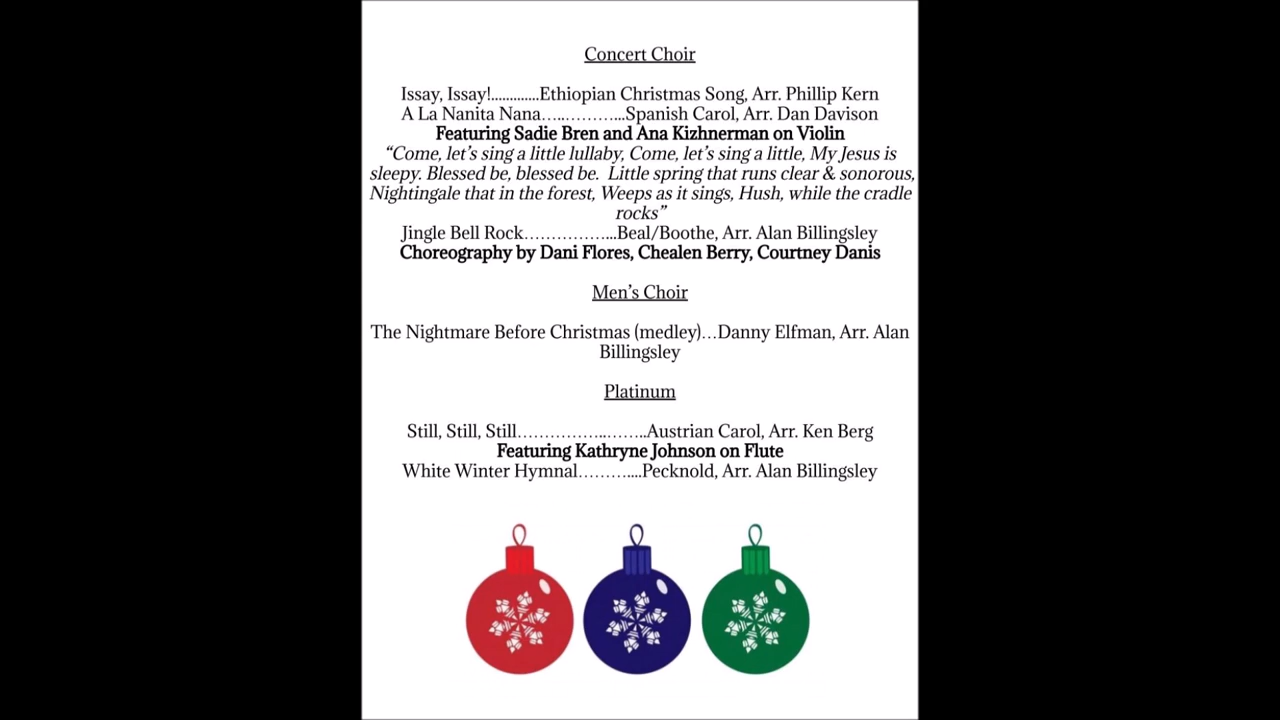 Concert Choir
Issay, Issay!.............Ethiopian Christmas Song, Arr. Phillip Kern
A La Nanita Nana…..………...Spanish Carol, Arr. Dan Davison
Featuring Sadie Bren and Ana Kizhnerman on Violin
“Come, let’s sing a little lullaby, Come, let’s sing a little, My Jesus is
sleepy. Blessed be, blessed be.  Little spring that runs clear & sonorous,
Nightingale that in the forest, Weeps as it sings, Hush, while the cradle
rocks”
Jingle Bell Rock……………...Beal/Boothe, Arr. Alan Billingsley
Choreography by Dani Flores, Chealen Berry, Courtney Danis
Men’s Choir
The Nightmare Before Christmas (medley)…Danny Elfman, Arr. Alan
Billingsley
Platinum
Still, Still, Still……………..……..Austrian Carol, Arr. Ken Berg
Featuring Kathryne Johnson on Flute
White Winter Hymnal………....Pecknold, Arr. Alan Billingsley